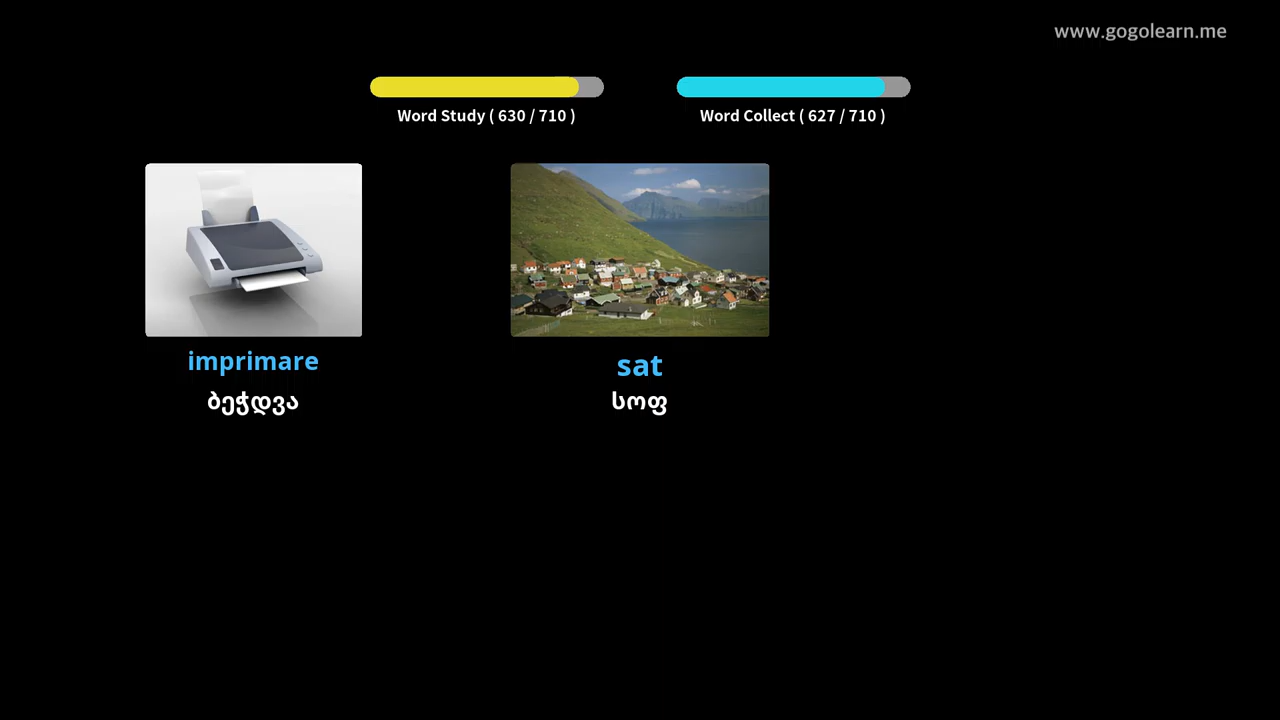 www.gogolearn.me
Word Study ( 630 / 710 )
Word Collect ( 627 / 710 )
imprimare
ბეჭდვა
sat
სოფ